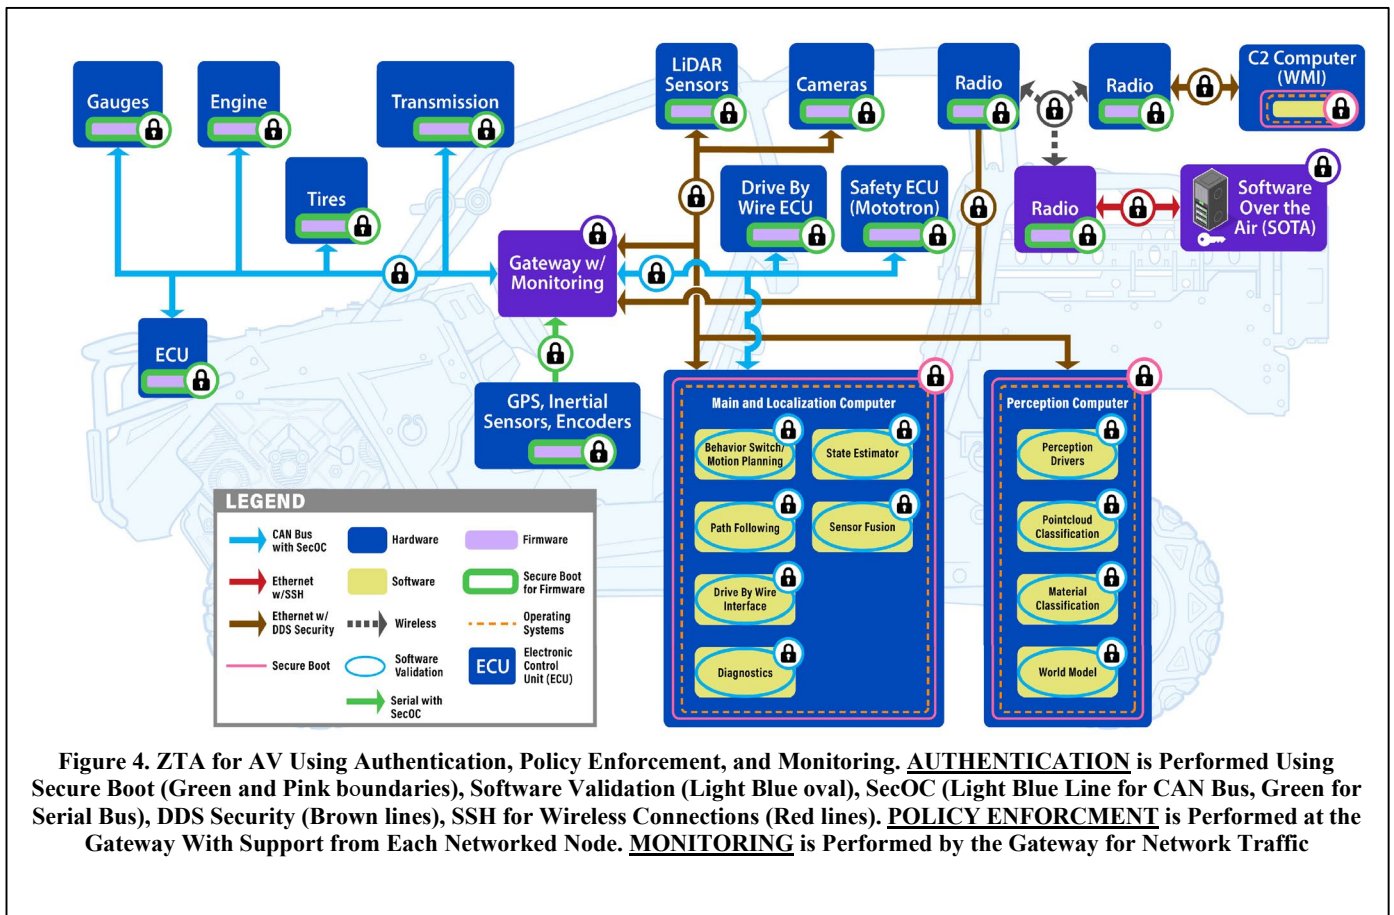 Gauges
Engine
Transmission
LiDAR
Sensors
Cameras
Radio
Radio
C2 Computer
(WMI)
Tires
Drive By
Wire ECU
Safety ECU
(Mototron)
Radio
Software
Over the
Air (SOTA)
Gateway w/
Monitoring
ECU
GPS, Inertial
Sensors, Encoders
Main and Localization Computer
Behavior Switch/
Motion Planning
State Estimator
Path Following
Sensor Fusion
Drive By Wire
Interface
Diagnostics
Perception Computer
Perception
Drivers
Pointcloud
Classification
Material
Classification
World Model
LEGEND
CAN Bus
with SecOC
Hardware
Firmware
Ethernet
w/SSH
Software
Secure Boot
for Firmware
Ethernet w/
DDS Security
Wireless
Operating
Systems
Secure Boot
Software
Validation
ECU
Electronic
Control
Unit (ECU)
Serial with
SecOC
Figure 4. ZTA for AV Using Authentication, Policy Enforcement, and Monitoring. AUTHENTICATION is Performed Using
Secure Boot (Green and Pink boundaries), Software Validation (Light Blue oval), SecOC (Light Blue Line for CAN Bus, Green for
Serial Bus), DDS Security (Brown lines), SSH for Wireless Connections (Red lines). POLICY ENFORCMENT is Performed at the
Gateway With Support from Each Networked Node. MONITORING is Performed by the Gateway for Network Traffic